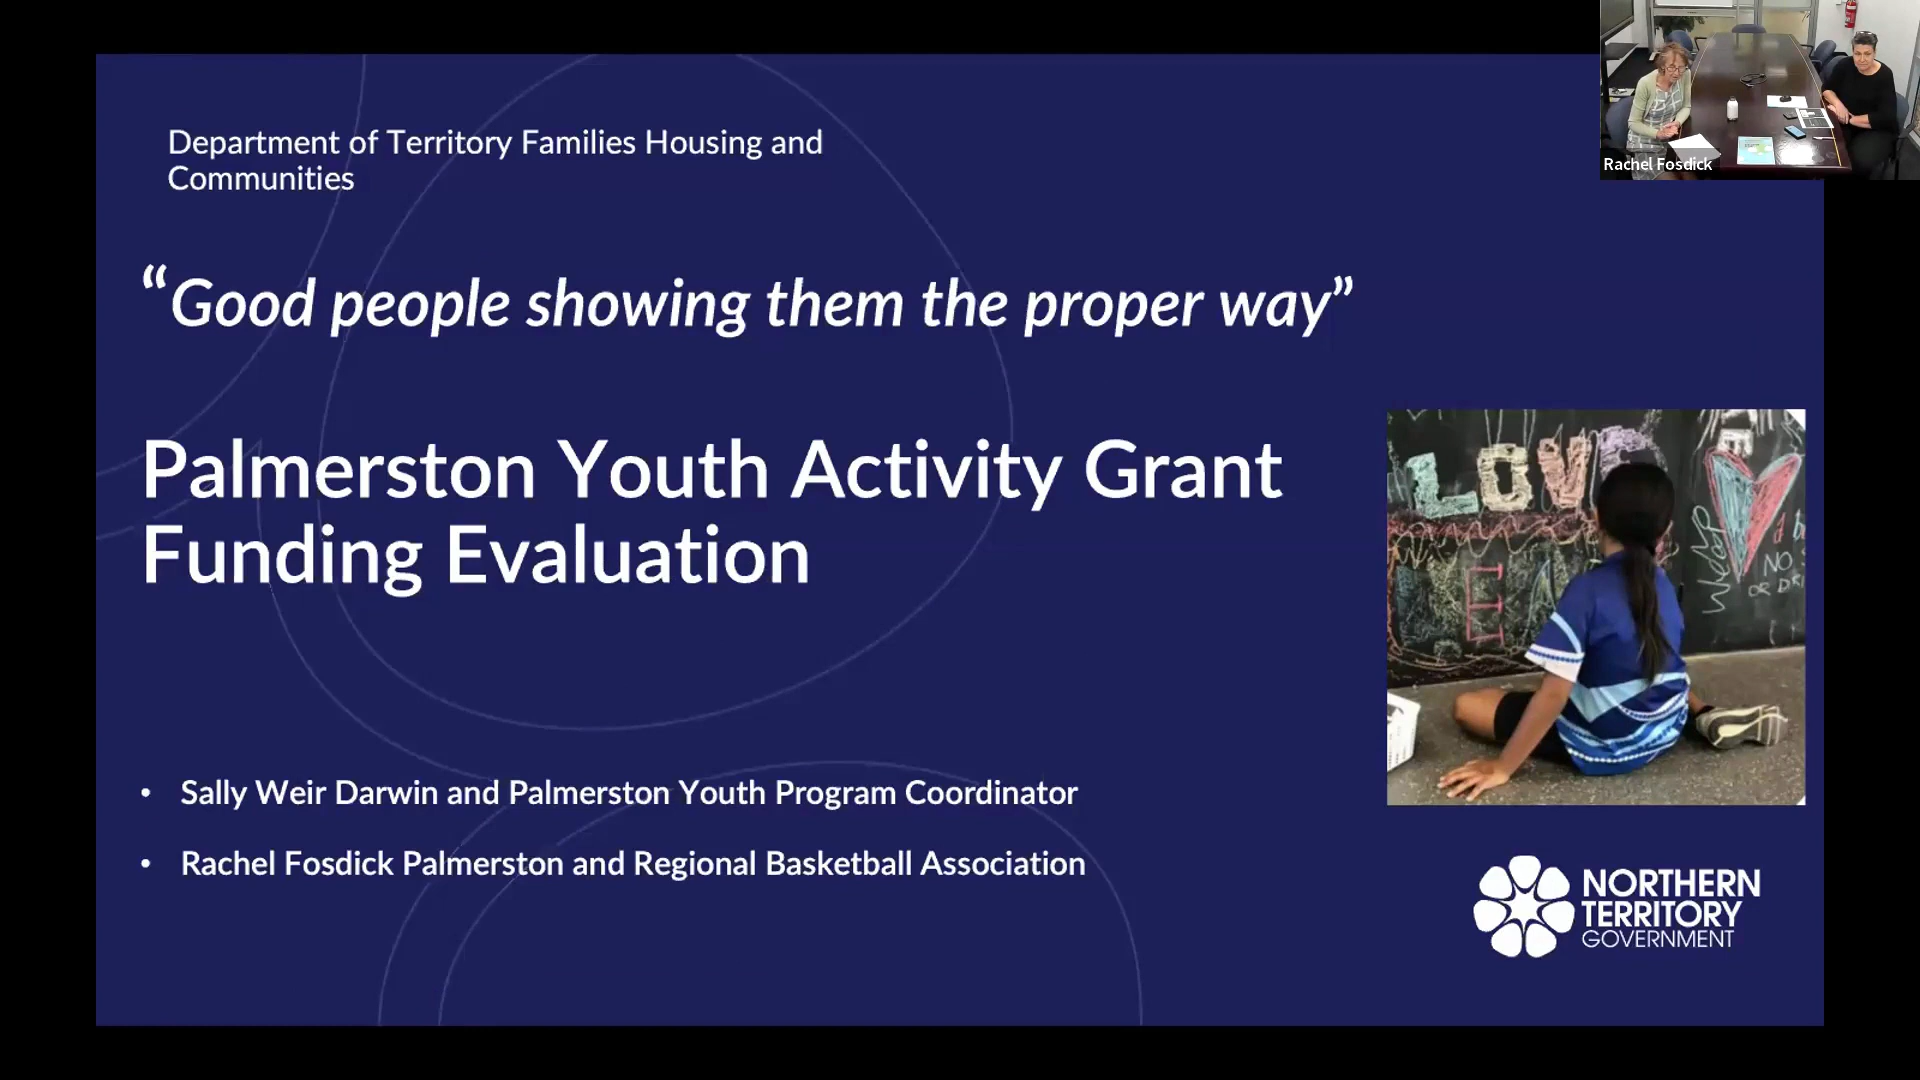 Department of Territory Families Housing and
Communities
“Good people showing them the proper way”
Palmerston Youth Activity Grant
Funding Evaluation
• Sally Weir Darwin and Palmerston Youth Program Coordinator
• Rachel Fosdick Palmerston and Regional Basketball Association
Rachel Fosdick
LOVE
NO
NORTHERN
TERRITORY
GOVERNMENT